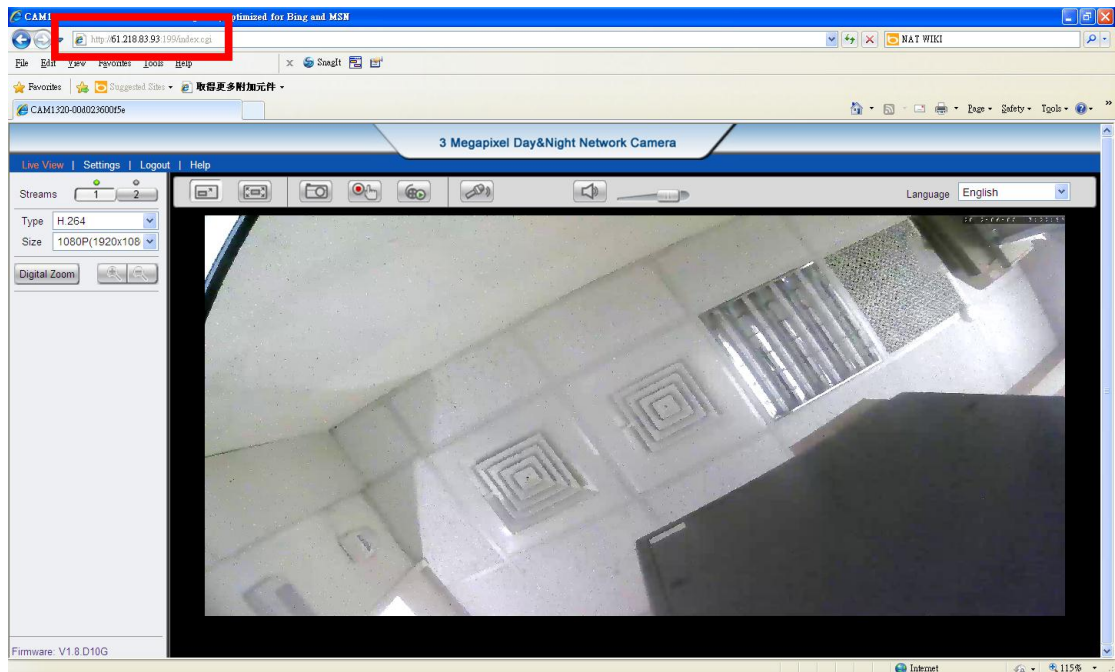 CAM1 optimized for Bing and MSN
http://61.218.83.93:199/index.cgi
NAT WIKI
File Edit View Favorites Tools Help
x SnagIt
Favorites Suggested Sites 取得更多附加元件
CAM1320-00d023600f5e
Page Safety Tools
3 Megapixel Day&Night Network Camera
Live View | Settings | Logout | Help
Streams 1 2
Language English
Type H.264
Size 1080P(1920x108
Digital Zoom
Firmware: V1.8.D10G
Internet 115%